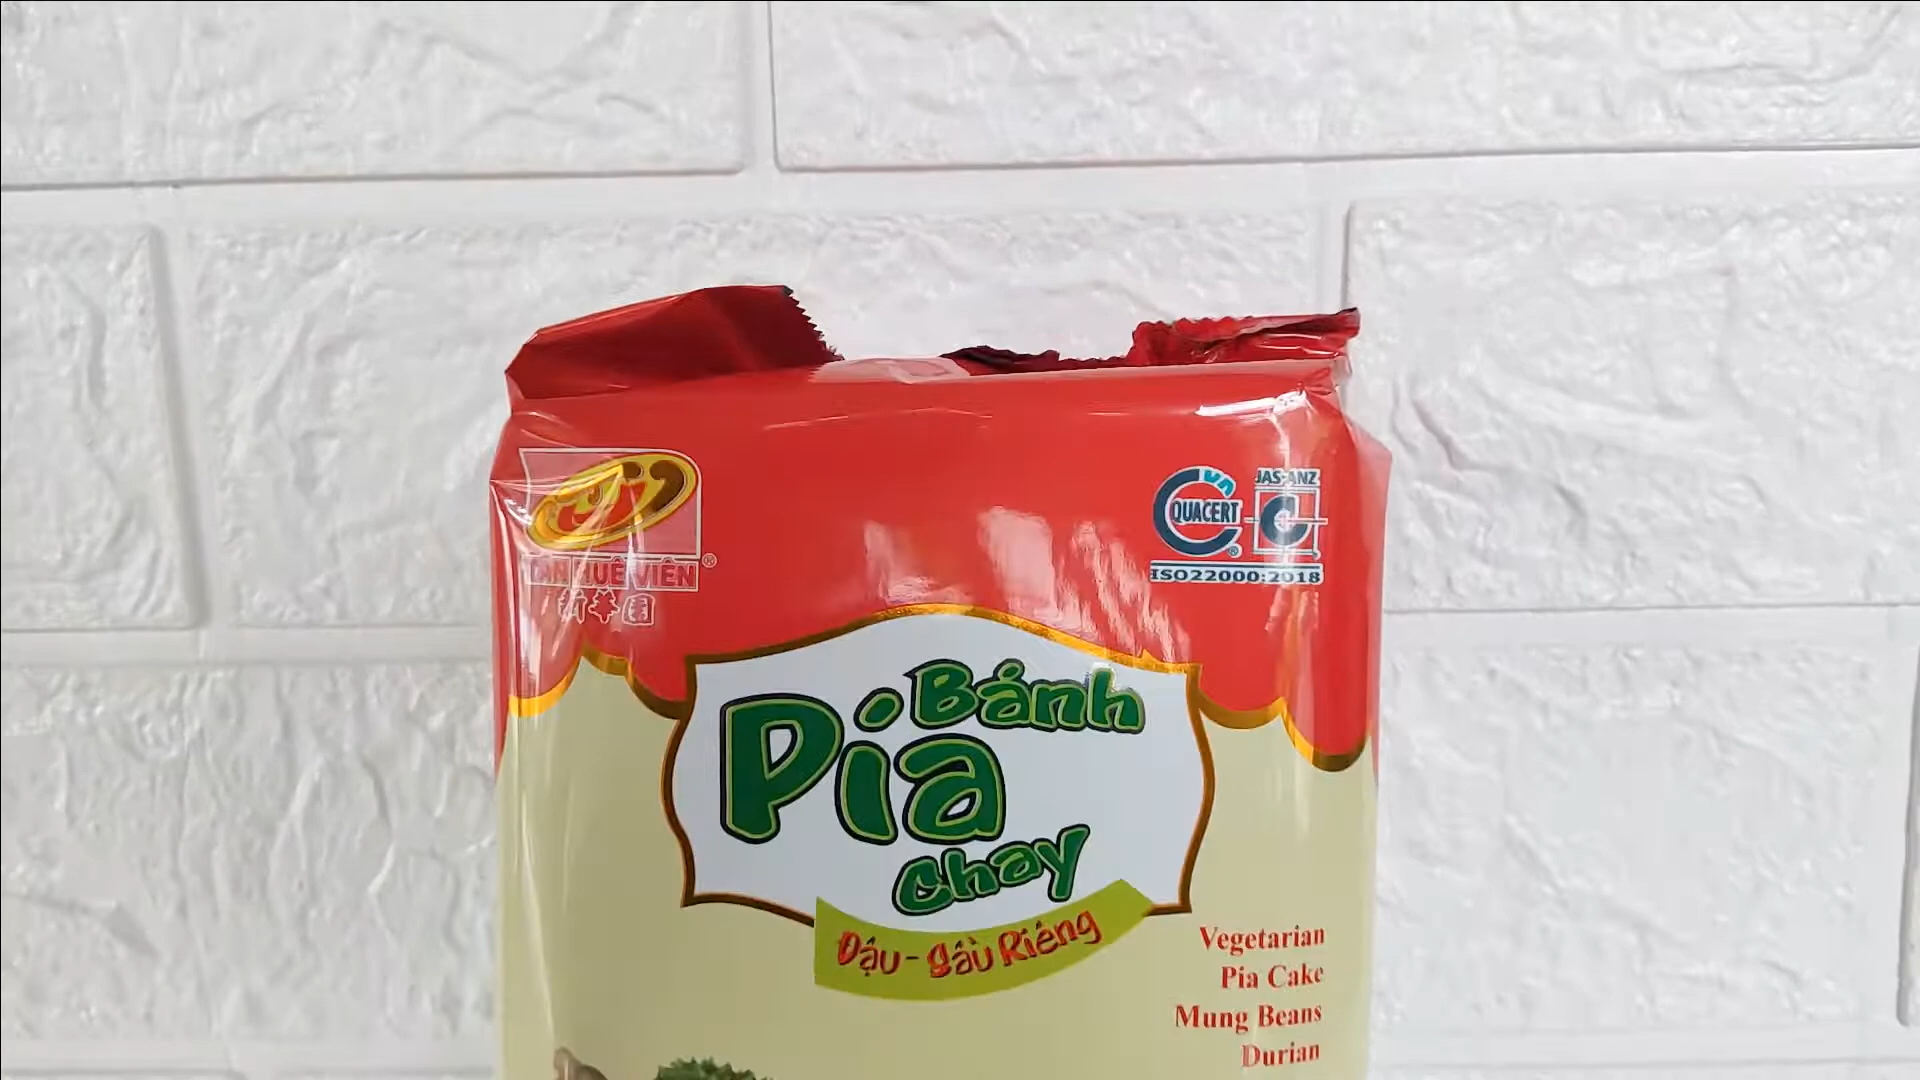 TÂN HUÊ VIÊN ®
新華園
QUACERT ®
JAS-ANZ
ISO22000:2018
Bánh
Pía
Chay
Đậu - Sầu Riêng
Vegetarian
Pia Cake
Mung Beans
Durian